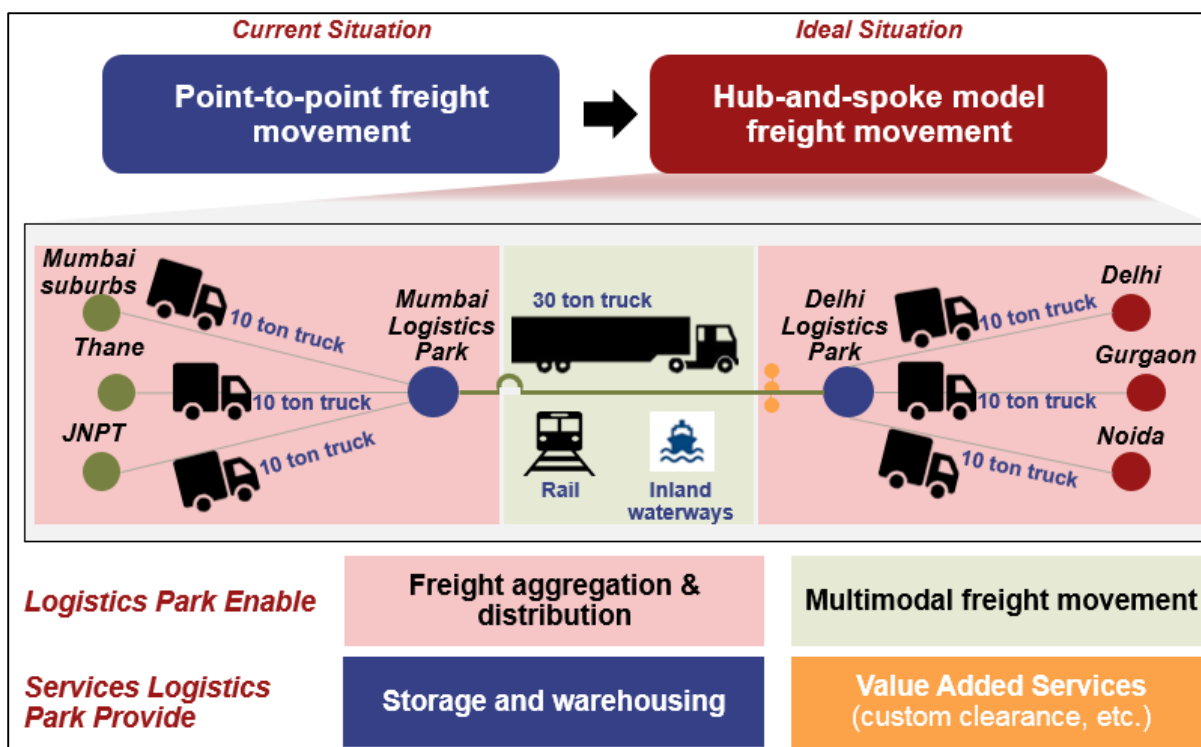 Current Situation
Ideal Situation
Point-to-point freight
movement
Hub-and-spoke model
freight movement
Mumbai
suburbs
10 ton truck
Thane
10 ton truck
JNPT
10 ton truck
Mumbai
Logistics
Park
30 ton truck
Rail
Inland
waterways
Delhi
Logistics
Park
10 ton truck
Delhi
10 ton truck
Gurgaon
10 ton truck
Noida
Logistics Park Enable
Freight aggregation &
distribution
Multimodal freight movement
Services Logistics
Park Provide
Storage and warehousing
Value Added Services
(custom clearance, etc.)